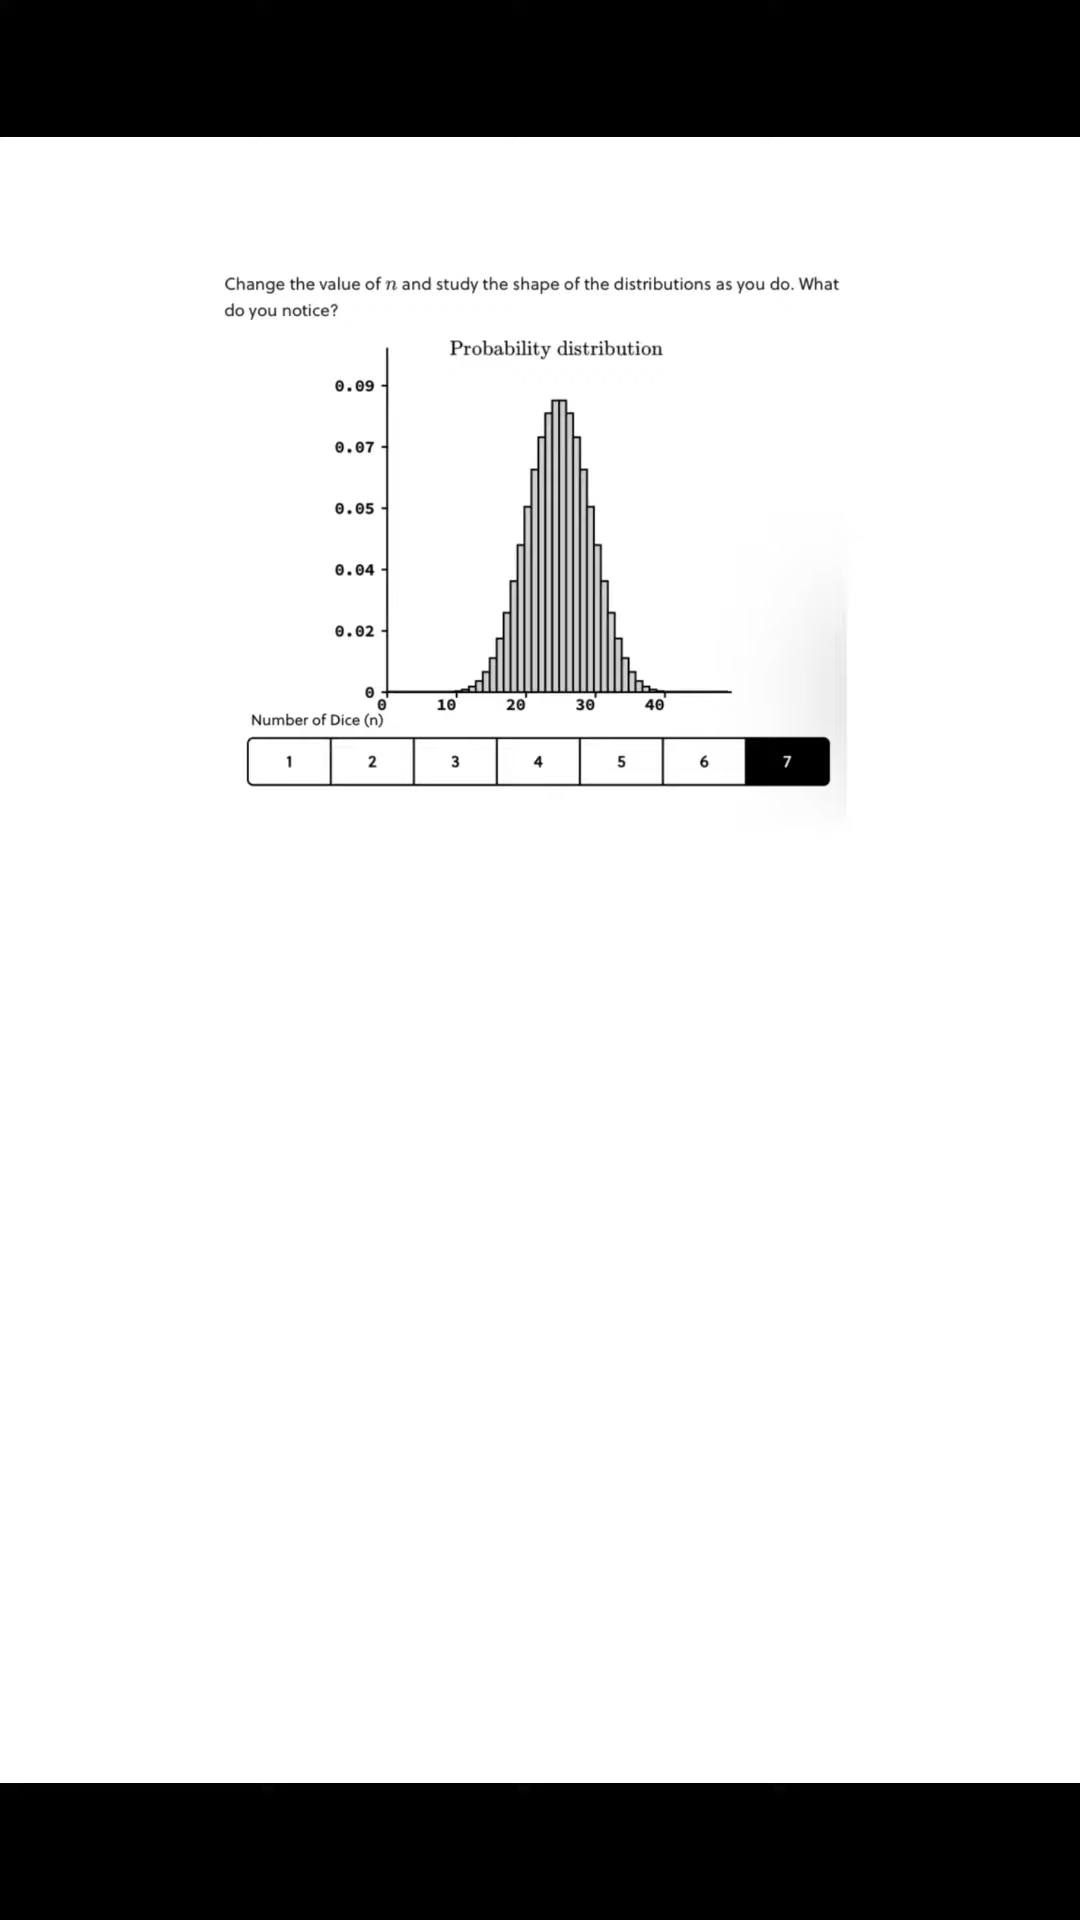 Change the value of n and study the shape of the distributions as you do. What
do you notice?
Probability distribution
0.09
0.07
0.05
0.04
0.02
0
0 10 20 30 40
Number of Dice (n)
1 2 3 4 5 6 7